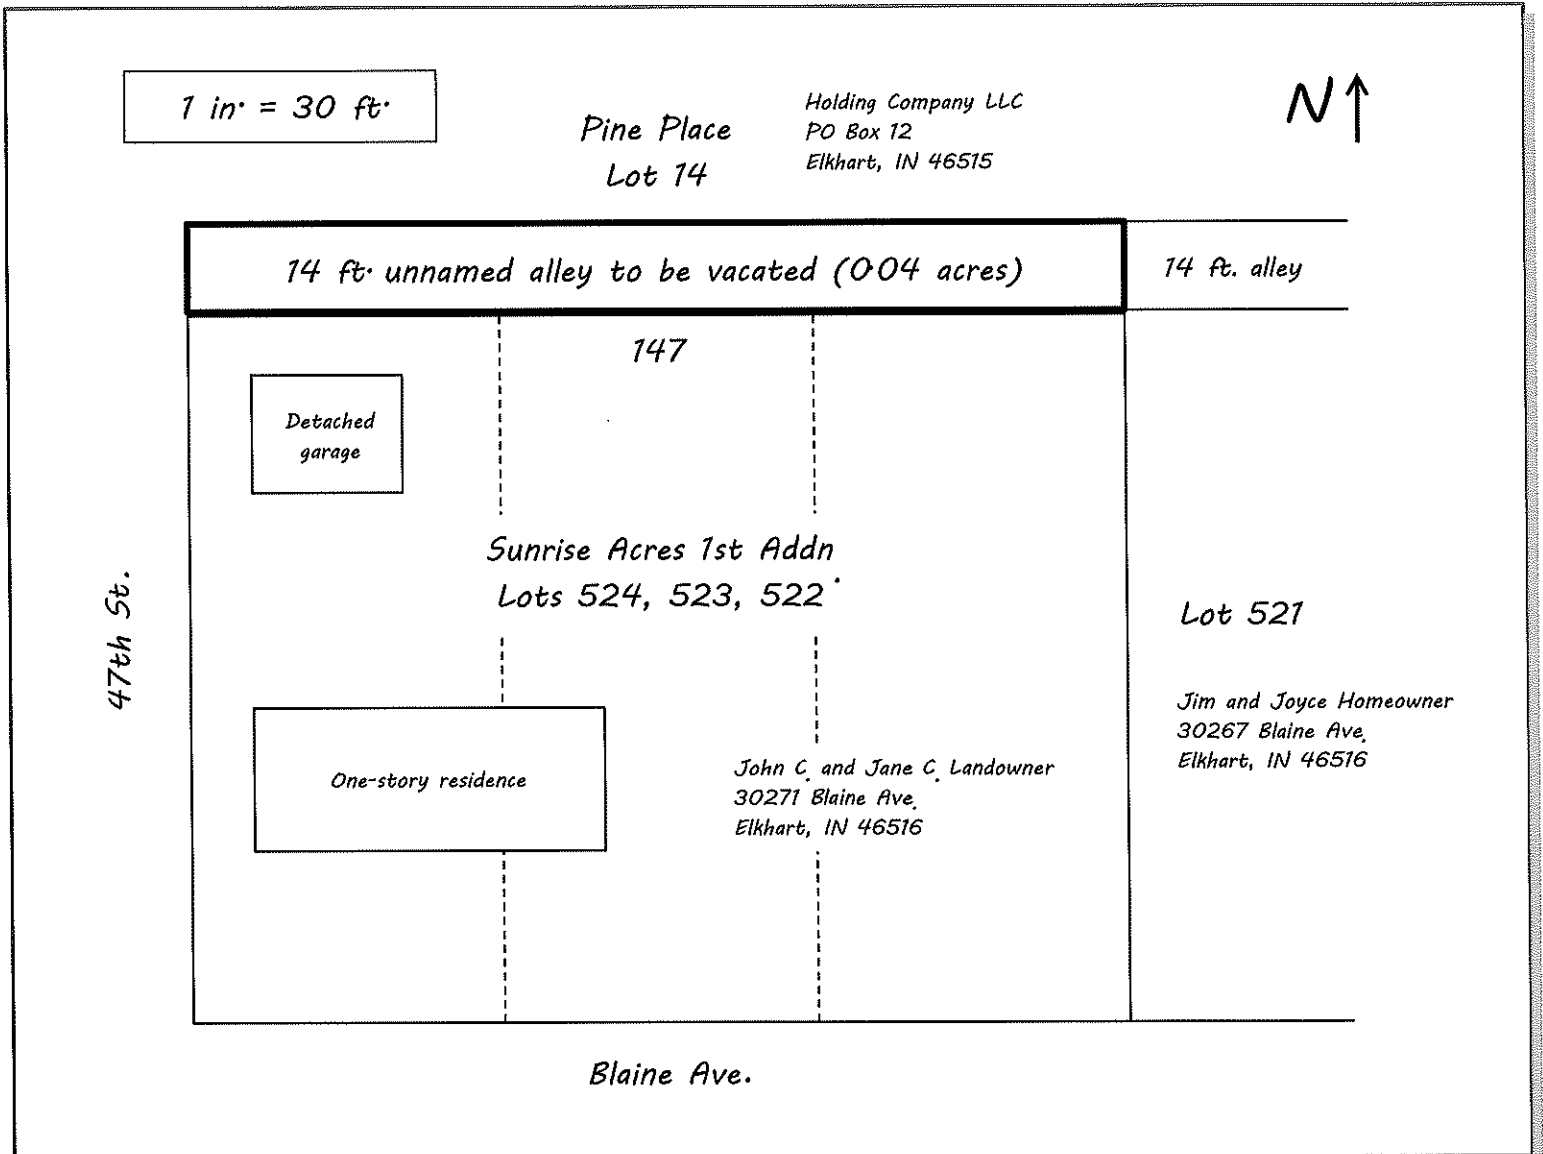 1 in. = 30 ft.
Pine Place
Lot 14
Holding Company LLC
PO Box 12
Elkhart, IN 46515
N
14 ft. unnamed alley to be vacated (0.04 acres)
14 ft. alley
147
Detached
garage
Sunrise Acres 1st Addn
Lots 524, 523, 522
47th St.
Lot 521
Jim and Joyce Homeowner
30267 Blaine Ave.
Elkhart, IN 46516
One-story residence
John C. and Jane C. Landowner
30271 Blaine Ave.
Elkhart, IN 46516
Blaine Ave.